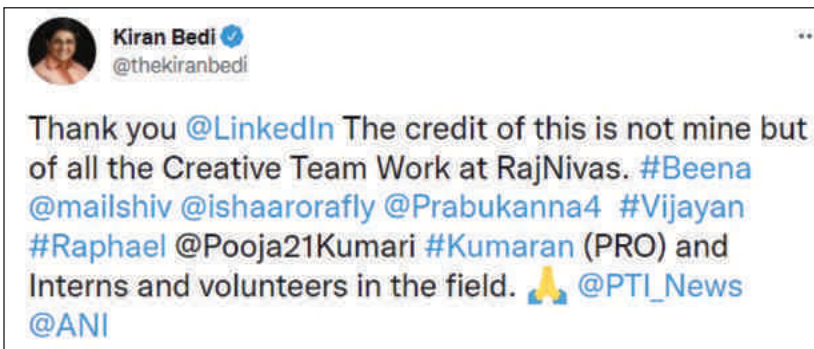 Kiran Bedi
@thekiranbedi
Thank you @LinkedIn The credit of this is not mine but
of all the Creative Team Work at RajNivas. #Beena
@mailshiv @ishaarorafly @Prabukanna4 #Vijayan
#Raphael @Pooja21Kumari #Kumaran (PRO) and
Interns and volunteers in the field. 🙏 @PTI_News
@ANI